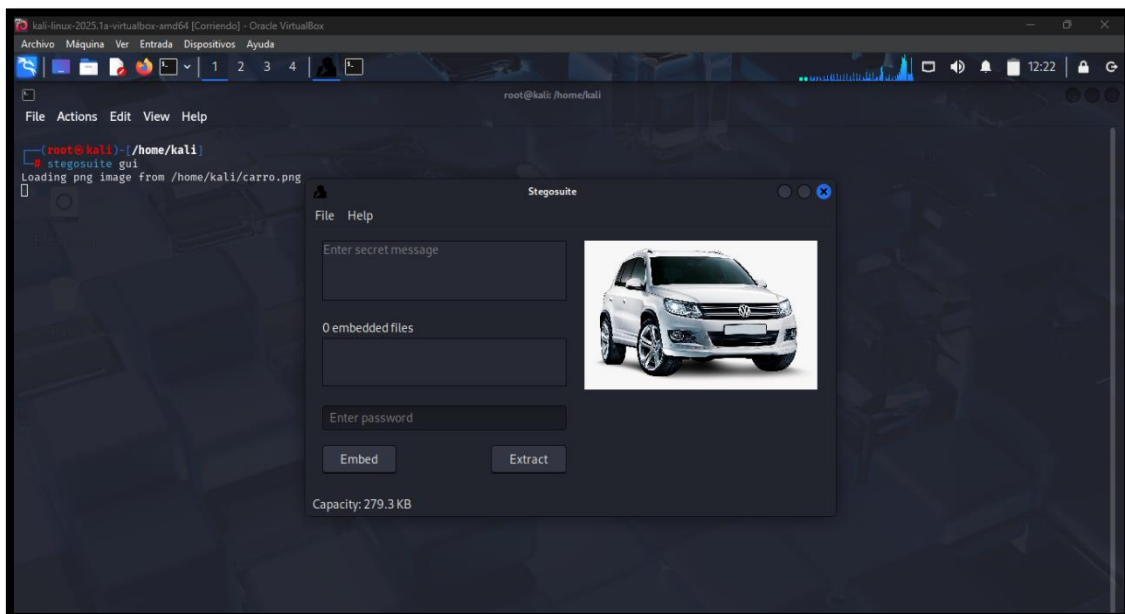 kali-linux-2025.1a-virtualbox-amd64 [Corriendo] - Oracle VirtualBox
Archivo Máquina Ver Entrada Dispositivos Ayuda
1 2 3 4 12:22
root@kali: /home/kali
File Actions Edit View Help
(root㉿kali)-[/home/kali]
# stegosuite gui
Loading png image from /home/kali/carro.png
Stegosuite
File Help
Enter secret message
0 embedded files
Enter password
Embed Extract
Capacity: 279.3 KB